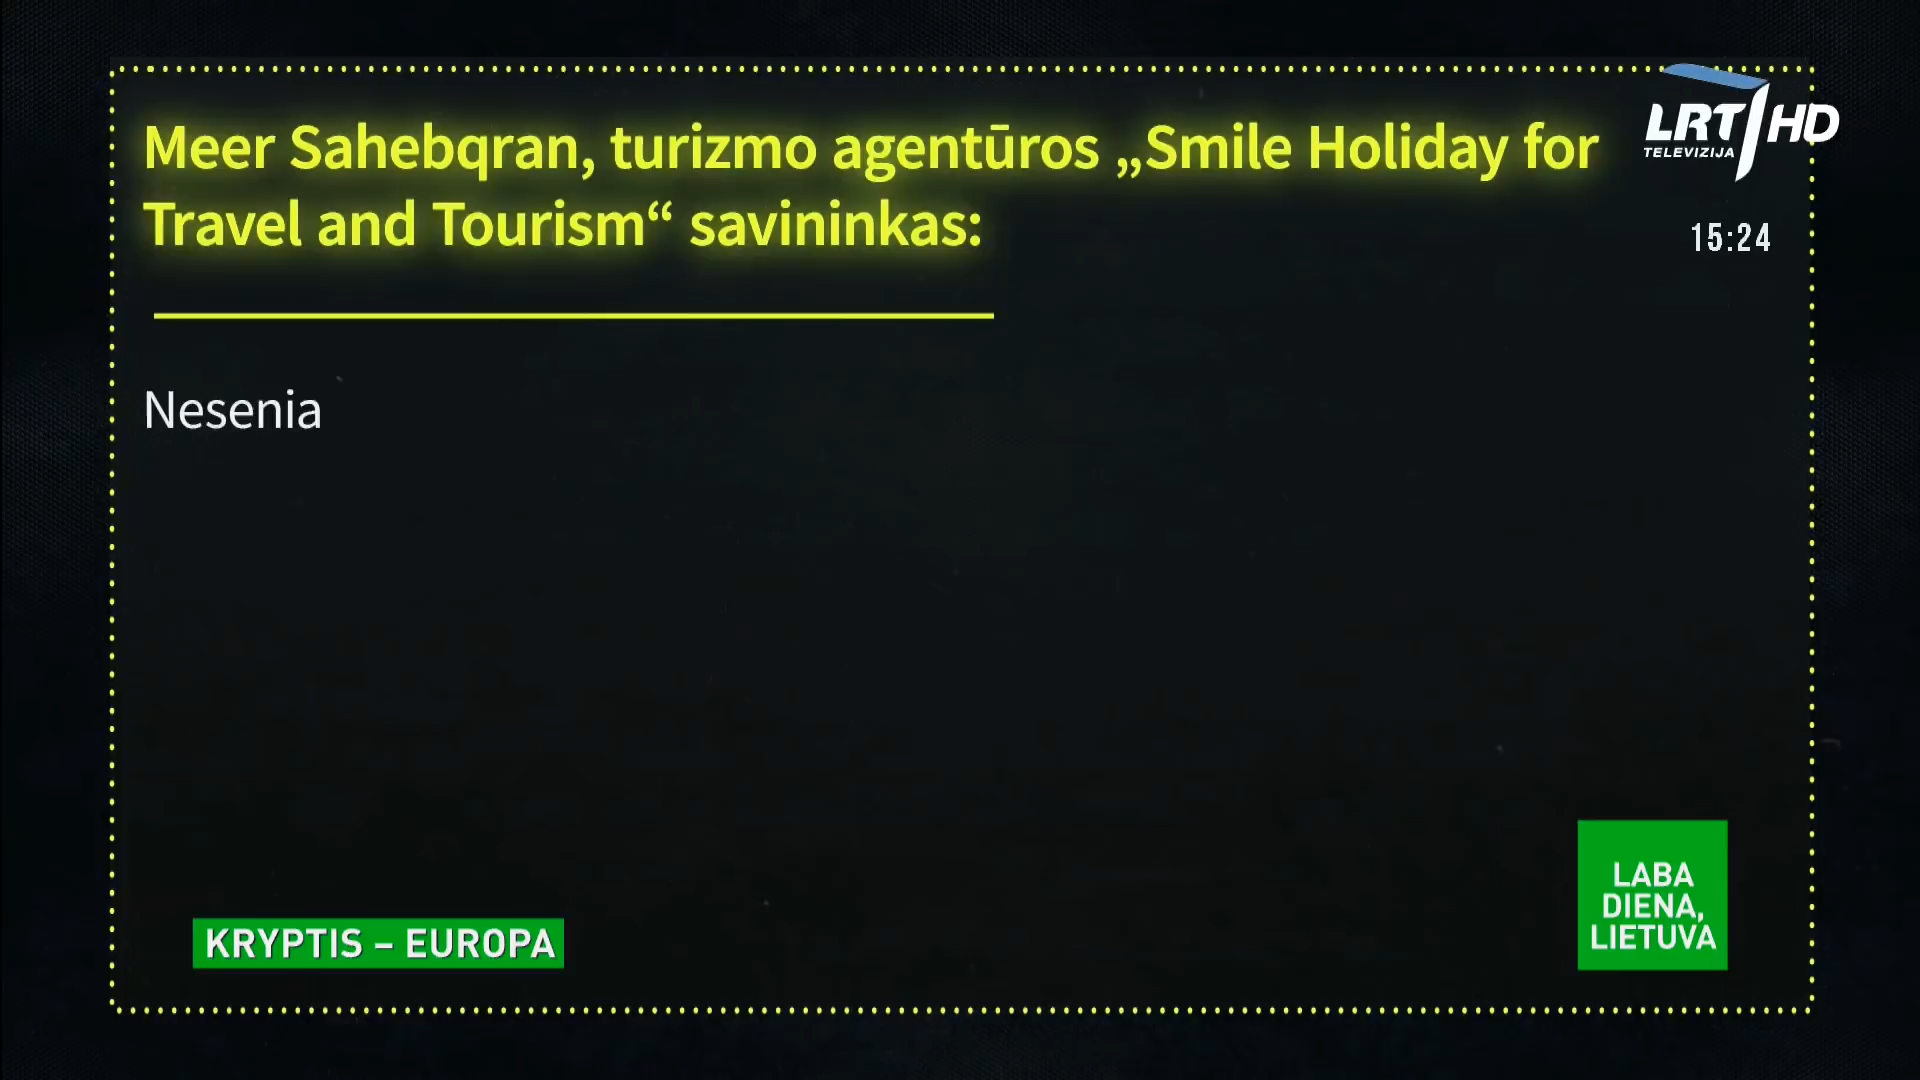 Meer Sahebqran, turizmo agentūros „Smile Holiday for
Travel and Tourism“ savininkas:
LRT HD
TELEVIZIJA
15:24
Nesenia
LABA
DIENA,
LIETUVA
KRYPTIS – EUROPA